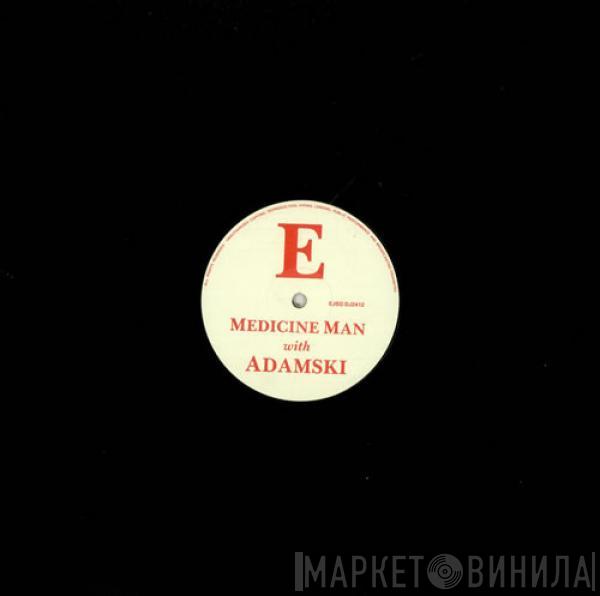 E
EJSG DJ2412
MEDICINE MAN
with
ADAMSKI
МАРКЕТ ВИНИЛА